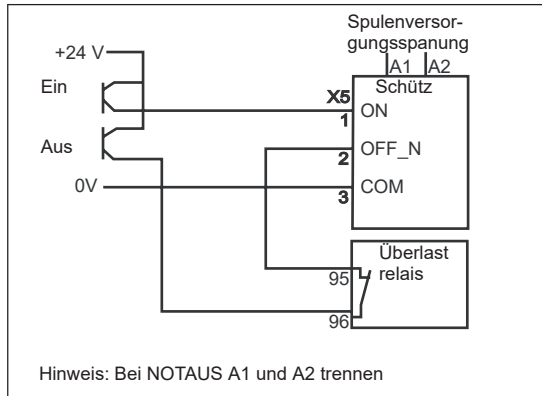 Spulenversor-
gungsspanung
+24 V
A1
A2
Ein
Schütz
X5
1
ON
Aus
2
OFF_N
0V
3
COM
Überlast
relais
95
96
Hinweis: Bei NOTAUS A1 und A2 trennen